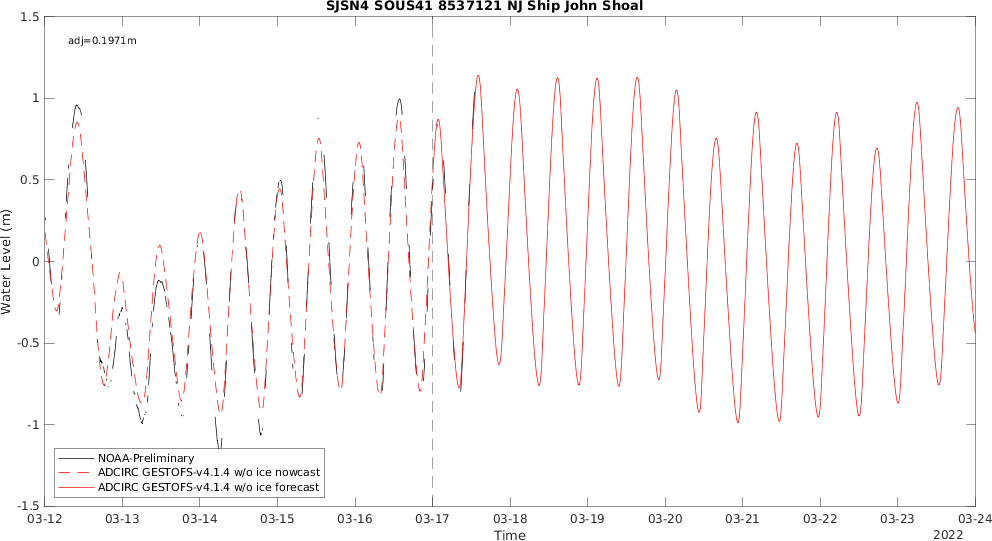 SJSN4 SOUS41 8537121 NJ Ship John Shoal
1.5
adj=0.1971m
1
0.5
0
-0.5
-1
-1.5
Water Level (m)
NOAA-Preliminary
ADCIRC GESTOFS-v4.1.4 w/o ice nowcast
ADCIRC GESTOFS-v4.1.4 w/o ice forecast
03-12 03-13 03-14 03-15 03-16 03-17 03-18 03-19 03-20 03-21 03-22 03-23 03-24
Time
2022